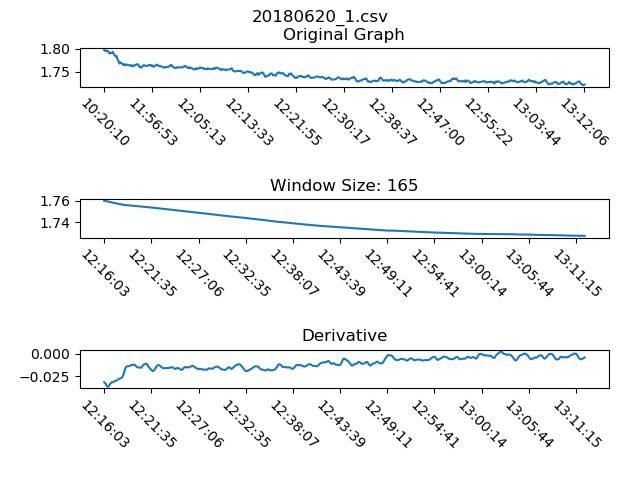 20180620_1.csv
Original Graph
1.80
1.75
10:20:10 11:56:53 12:05:13 12:13:33 12:21:55 12:30:17 12:38:37 12:47:00 12:55:22 13:03:44 13:12:06
Window Size: 165
1.76
1.74
12:16:03 12:21:35 12:27:06 12:32:35 12:38:07 12:43:39 12:49:11 12:54:41 13:00:14 13:05:44 13:11:15
Derivative
0.000
−0.025
12:16:03 12:21:35 12:27:06 12:32:35 12:38:07 12:43:39 12:49:11 12:54:41 13:00:14 13:05:44 13:11:15